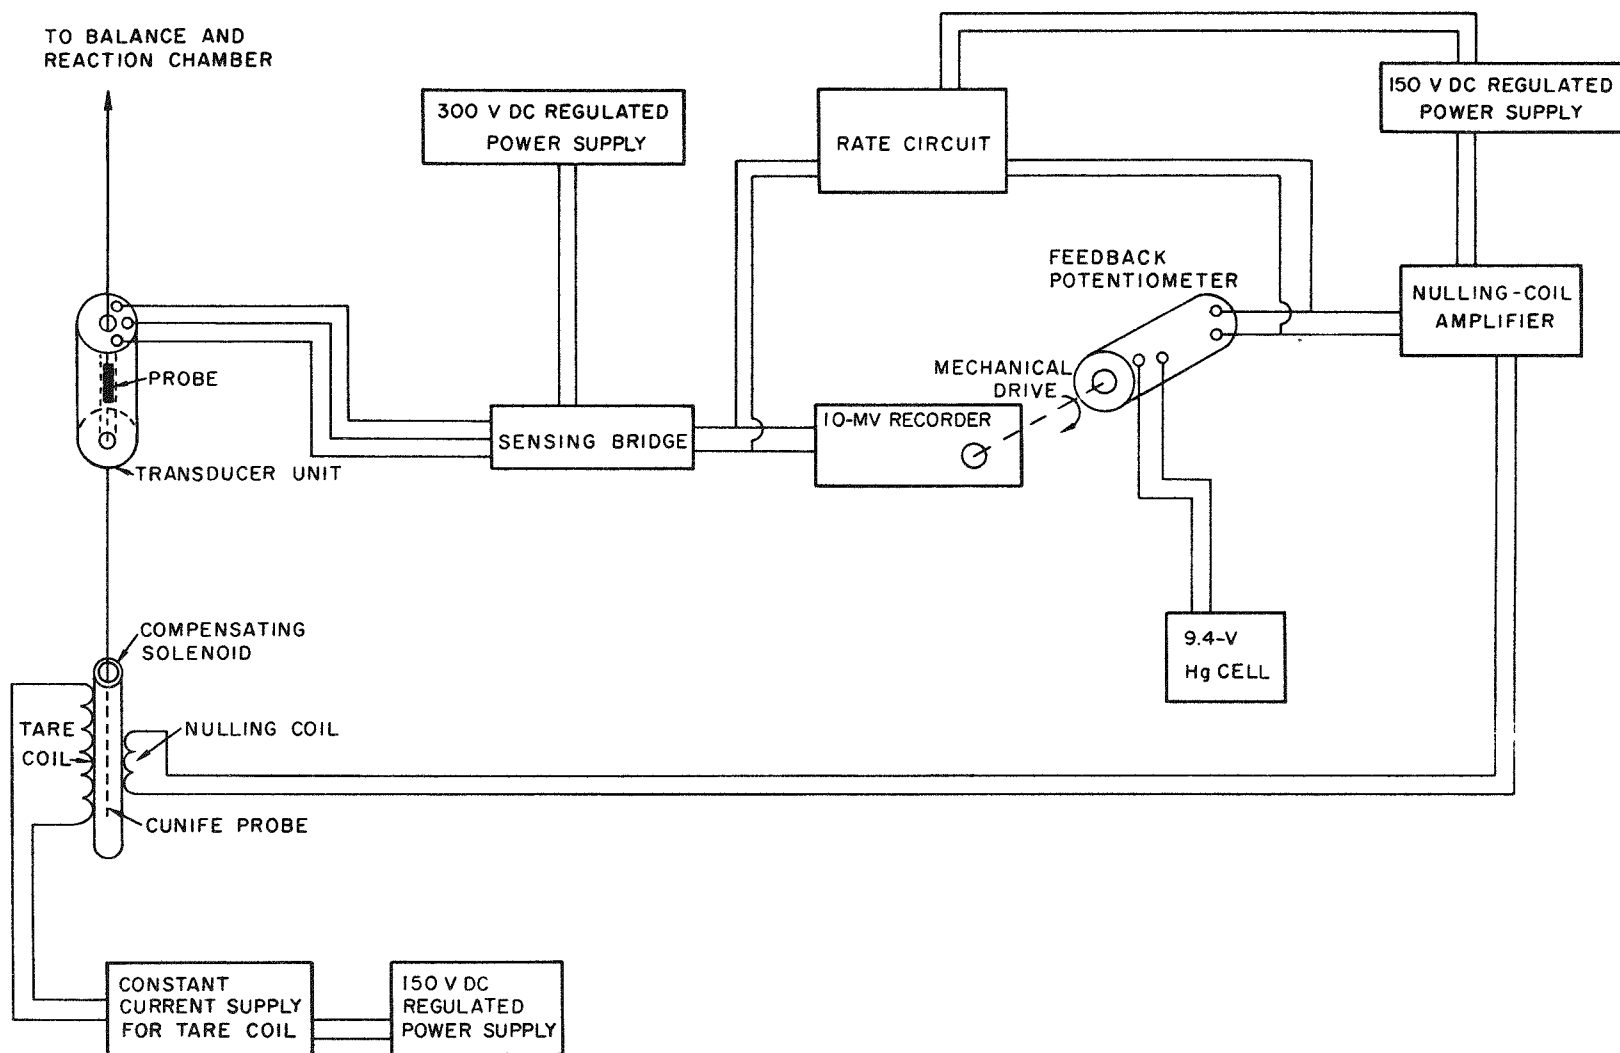 TO BALANCE AND
REACTION CHAMBER
300 V DC REGULATED
POWER SUPPLY
RATE CIRCUIT
150 V DC REGULATED
POWER SUPPLY
FEEDBACK
POTENTIOMETER
NULLING-COIL
AMPLIFIER
MECHANICAL
DRIVE
PROBE
10-MV RECORDER
SENSING BRIDGE
TRANSDUCER UNIT
COMPENSATING
SOLENOID
9.4-V
Hg CELL
TARE
COIL
NULLING COIL
CUNIFE PROBE
CONSTANT
CURRENT SUPPLY
FOR TARE COIL
150 V DC
REGULATED
POWER SUPPLY